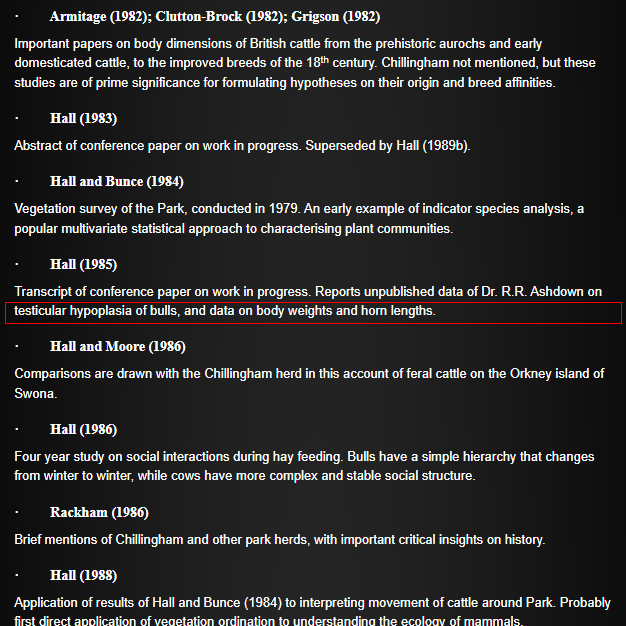 · Armitage (1982); Clutton-Brock (1982); Grigson (1982)
Important papers on body dimensions of British cattle from the prehistoric aurochs and early
domesticated cattle, to the improved breeds of the 18th century. Chillingham not mentioned, but these
studies are of prime significance for formulating hypotheses on their origin and breed affinities.
· Hall (1983)
Abstract of conference paper on work in progress. Superseded by Hall (1989b).
· Hall and Bunce (1984)
Vegetation survey of the Park, conducted in 1979. An early example of indicator species analysis, a
popular multivariate statistical approach to characterising plant communities.
· Hall (1985)
Transcript of conference paper on work in progress. Reports unpublished data of Dr. R.R. Ashdown on
testicular hypoplasia of bulls, and data on body weights and horn lengths.
· Hall and Moore (1986)
Comparisons are drawn with the Chillingham herd in this account of feral cattle on the Orkney island of
Swona.
· Hall (1986)
Four year study on social interactions during hay feeding. Bulls have a simple hierarchy that changes
from winter to winter, while cows have more complex and stable social structure.
· Rackham (1986)
Brief mentions of Chillingham and other park herds, with important critical insights on history.
· Hall (1988)
Application of results of Hall and Bunce (1984) to interpreting movement of cattle around Park. Probably
first direct application of vegetation ordination to understanding the ecology of mammals.